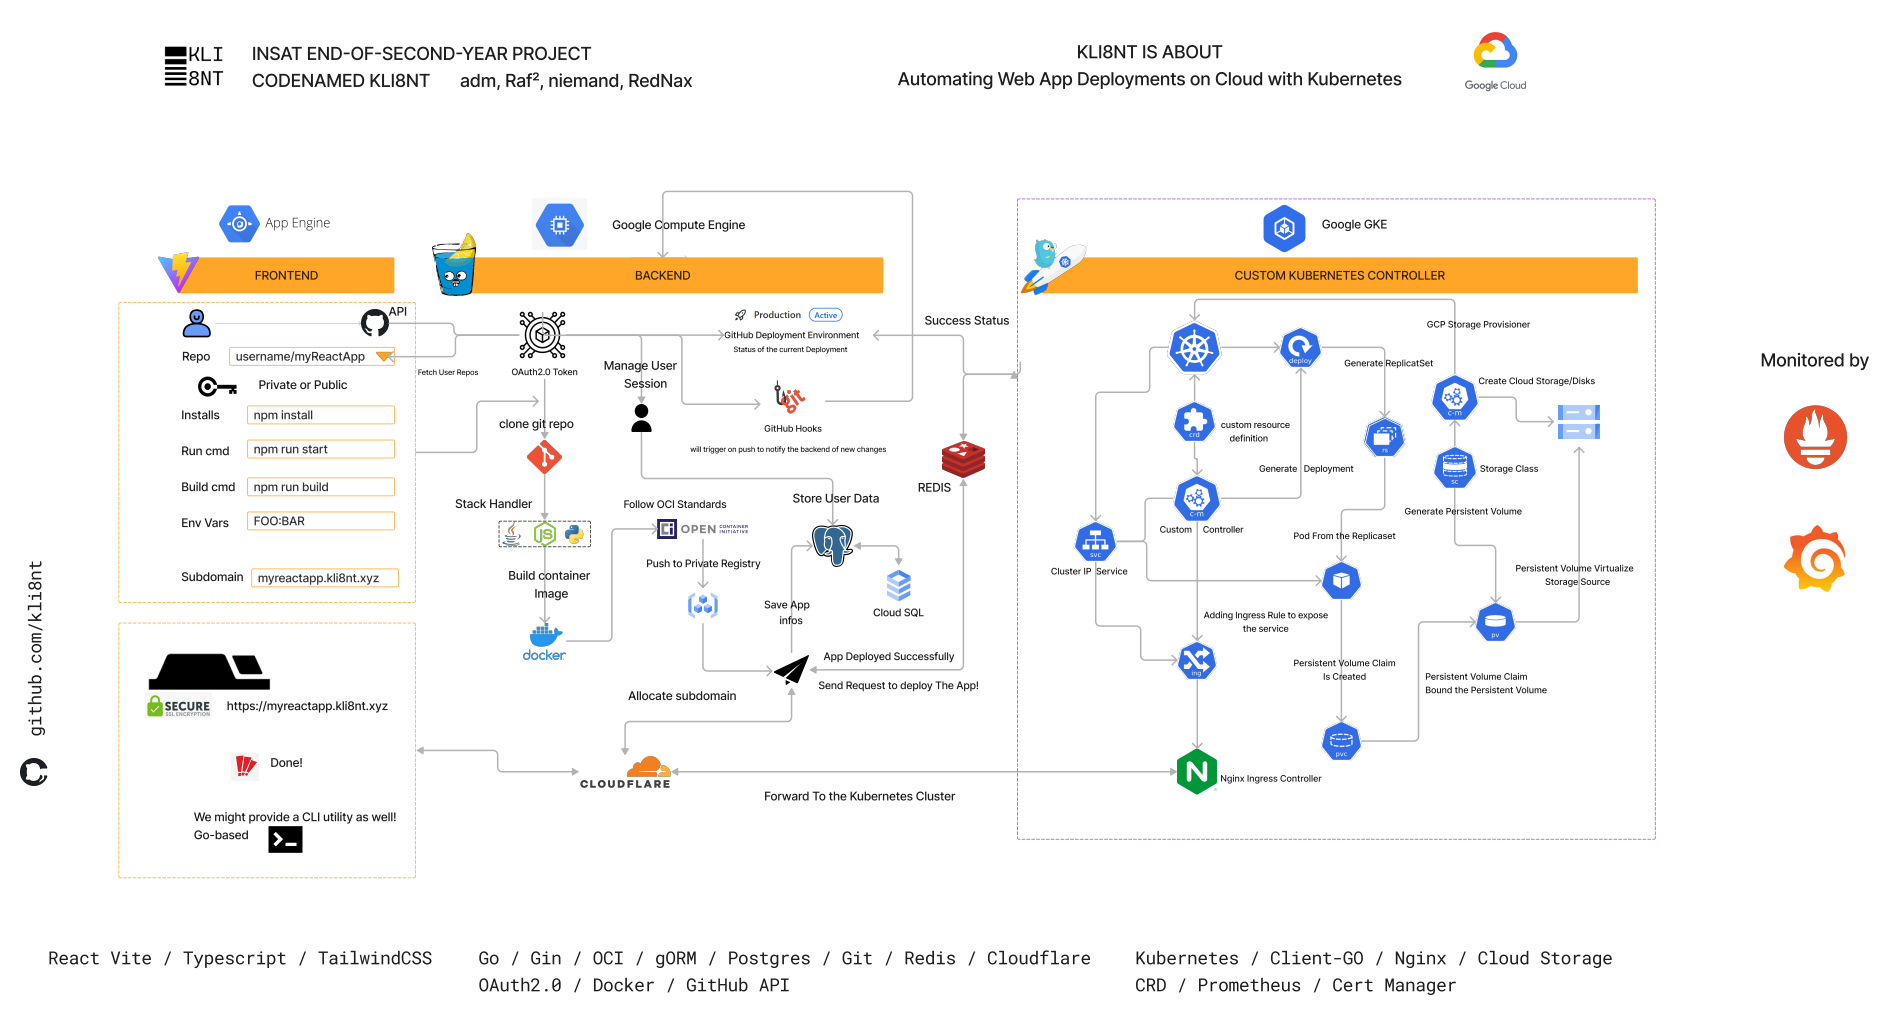 KLI
8NT
INSAT END-OF-SECOND-YEAR PROJECT
CODENAMED KLI8NT adm, Raf², niemand, RedNax
KLI8NT IS ABOUT
Automating Web App Deployments on Cloud with Kubernetes
Google Cloud
App Engine
FRONTEND
API
Repo
username/myReactApp
Private or Public
Installs
npm install
Run cmd
npm run start
Build cmd
npm run build
Env Vars
FOO:BAR
Subdomain
myreactapp.kli8nt.xyz
SECURE
SSL ENCRYPTION
https://myreactapp.kli8nt.xyz
Done!
We might provide a CLI utility as well!
Go-based
github.com/kli8nt
Google Compute Engine
BACKEND
OAuth2.0 Token
Fetch User Repos
Production
Active
GitHub Deployment Environment
Status of the current Deployment
Manage User
Session
git
GitHub Hooks
will trigger on push to notify the backend of new changes
clone git repo
Stack Handler
JS
Build container
Image
docker
Follow OCI Standards
OPEN CONTAINER
INITIATIVE
Push to Private Registry
Store User Data
Cloud SQL
Save App
infos
App Deployed Successfully
Send Request to deploy The App!
Allocate subdomain
CLOUDFLARE
Forward To the Kubernetes Cluster
Success Status
REDIS
Google GKE
CUSTOM KUBERNETES CONTROLLER
GCP Storage Provisioner
deploy
Generate ReplicatSet
Create Cloud Storage/Disks
c-m
crd
custom resource
definition
rs
Generate Deployment
sc
Storage Class
c-m
Custom Controller
Generate Persistent Volume
svc
Cluster IP Service
Pod From the Replicaset
Persistent Volume Virtualize
Storage Source
Adding Ingress Rule to expose
the service
pv
ing
Persistent Volume Claim
Is Created
Persistent Volume Claim
Bound the Persistent Volume
pvc
N
Nginx Ingress Controller
Monitored by
React Vite / Typescript / TailwindCSS
Go / Gin / OCI / gORM / Postgres / Git / Redis / Cloudflare
OAuth2.0 / Docker / GitHub API
Kubernetes / Client-GO / Nginx / Cloud Storage
CRD / Prometheus / Cert Manager